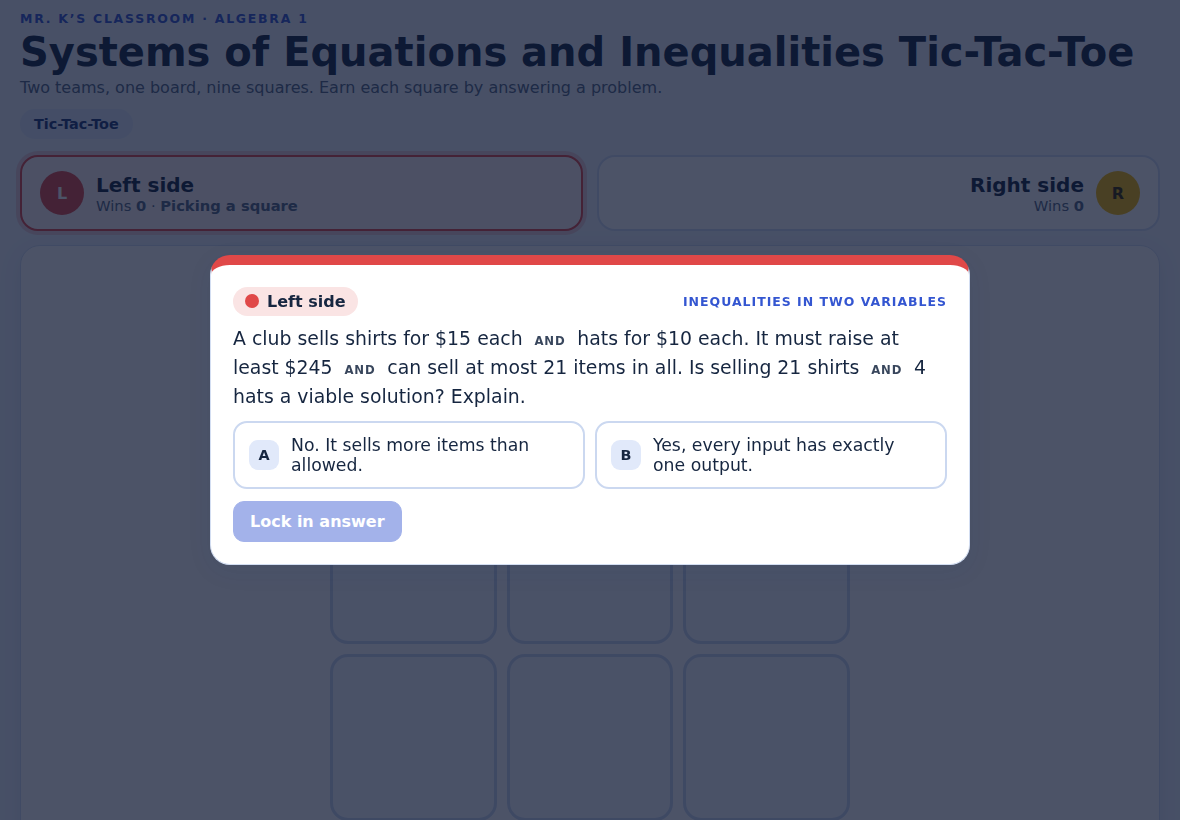 MR. K’S CLASSROOM · ALGEBRA 1
Systems of Equations and Inequalities Tic-Tac-Toe
Two teams, one board, nine squares. Earn each square by answering a problem.
Tic-Tac-Toe
L
Left side
Wins 0 · Picking a square
Right side
Wins 0
R
Left side
INEQUALITIES IN TWO VARIABLES
A club sells shirts for $15 each AND hats for $10 each. It must raise at
least $245 AND can sell at most 21 items in all. Is selling 21 shirts AND 4
hats a viable solution? Explain.
A
No. It sells more items than
allowed.
B
Yes, every input has exactly
one output.
Lock in answer